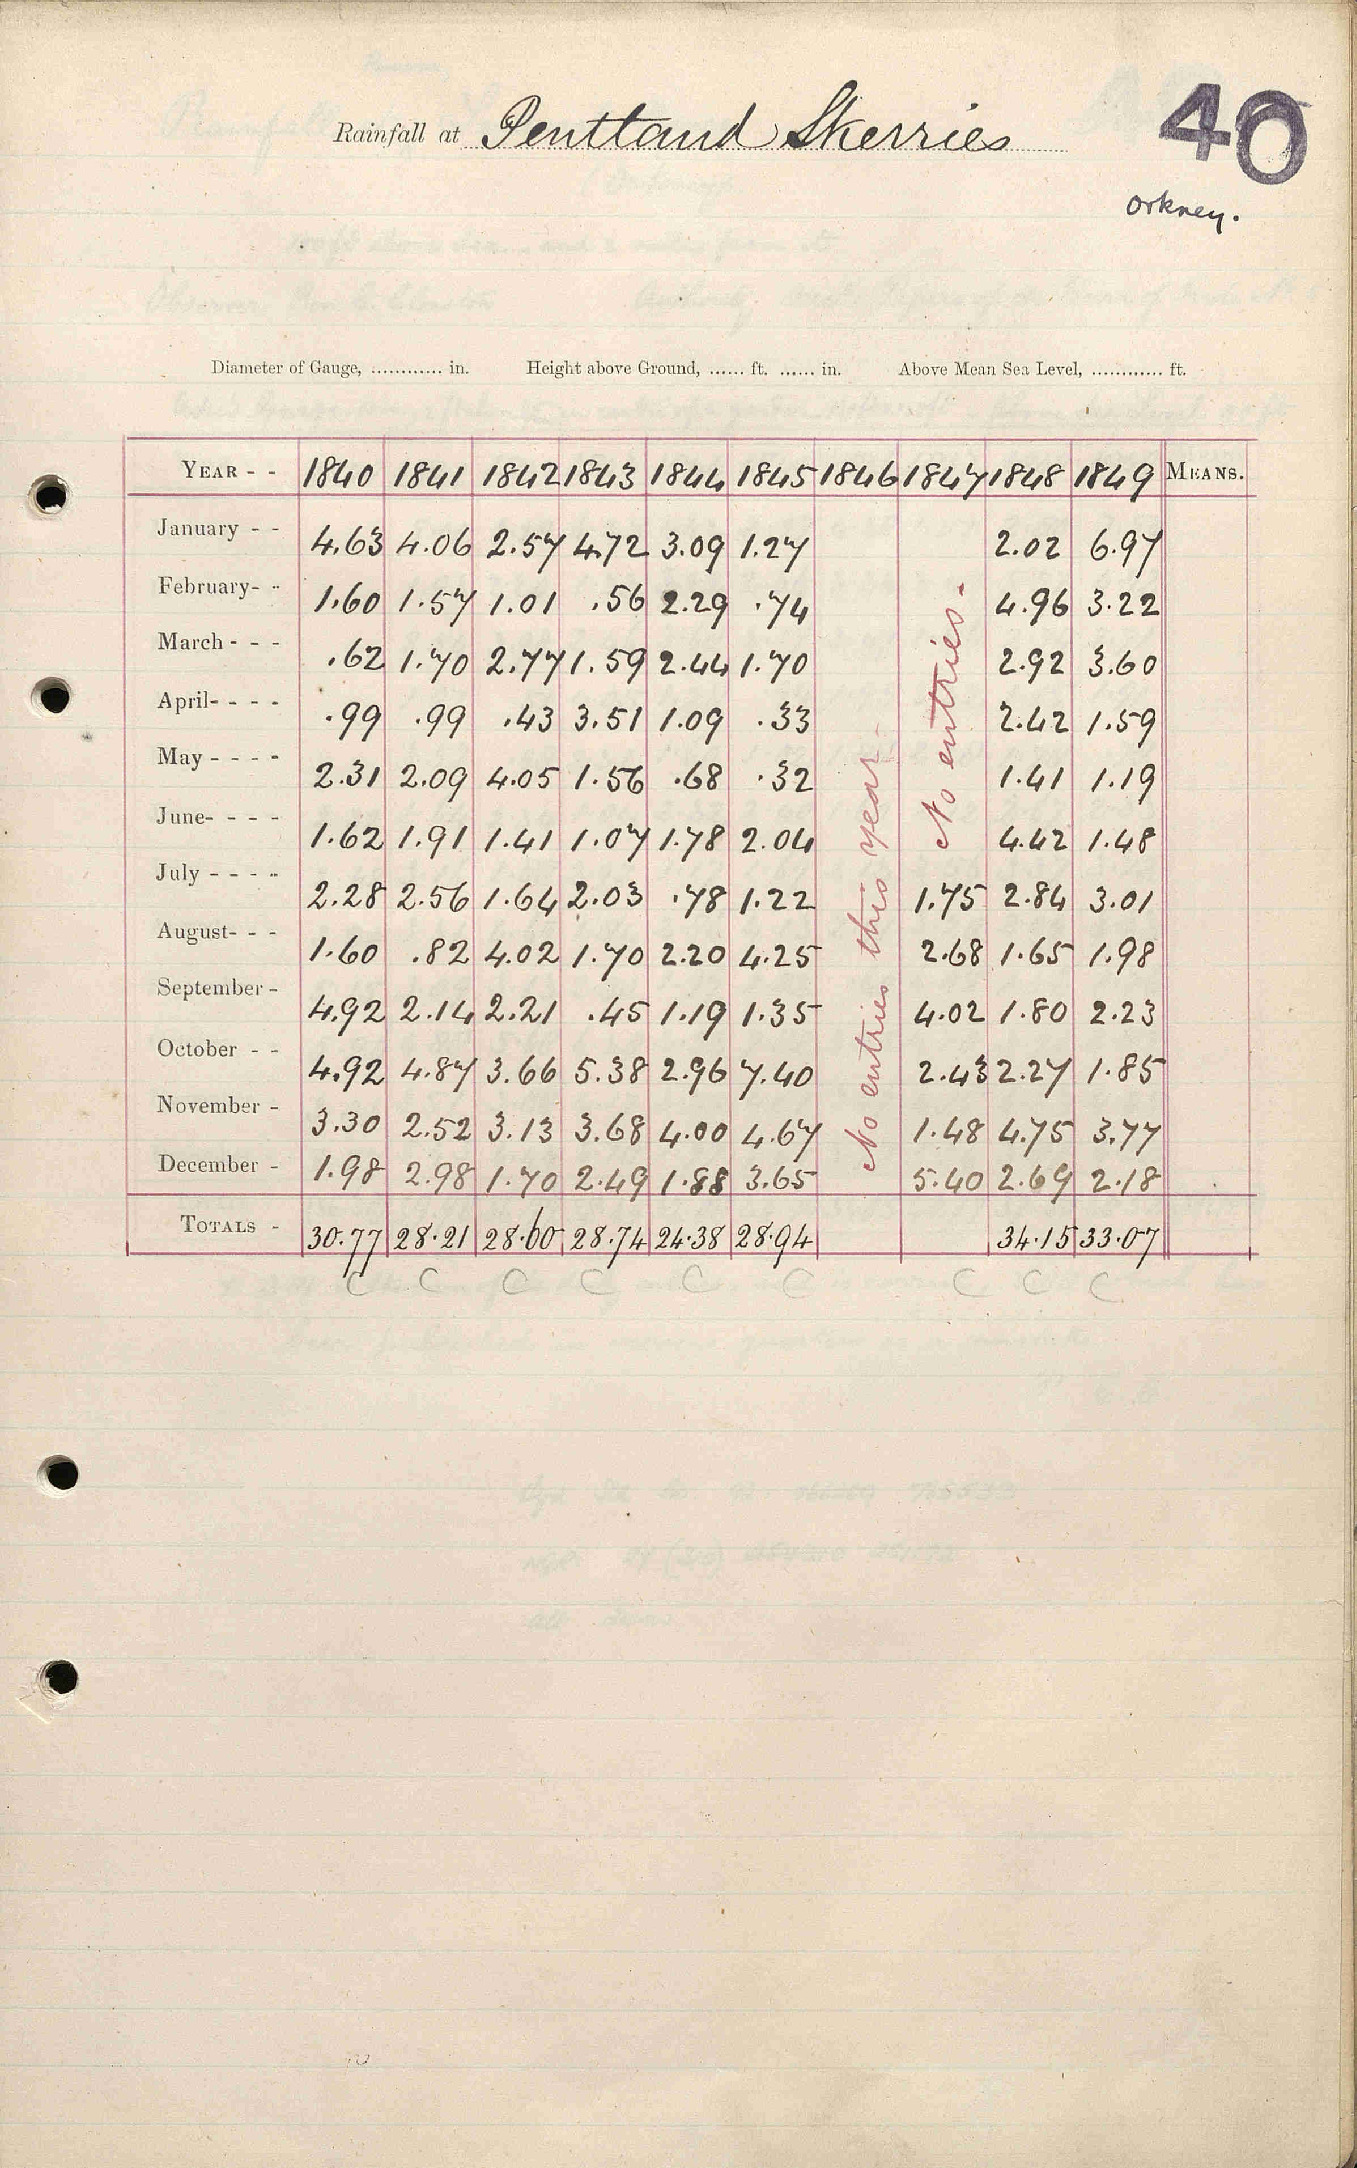 40
Rainfall at Pentland Skerries
Orkney.
Diameter of Gauge, ............ in. Height above Ground, ...... ft. ...... in. Above Mean Sea Level, ............ ft.
YEAR - - 1840 1841 1842 1843 1844 1845 1846 1847 1848 1849 MEANS.
January - - 4.63 4.06 2.57 4.72 3.09 1.27 2.02 6.97
February- - 1.60 1.57 1.01 .56 2.29 .74 4.96 3.22
March - - - .62 1.70 2.77 1.59 2.44 1.70 2.92 3.60
April- - - - .99 .99 .43 3.51 1.09 .33 2.42 1.59
May - - - - 2.31 2.09 4.05 1.56 .68 .32 1.41 1.19
June- - - - 1.62 1.91 1.41 1.07 1.78 2.04 4.42 1.48
July - - - - 2.28 2.56 1.64 2.03 .78 1.22 1.75 2.84 3.01
August- - - 1.60 .82 4.02 1.70 2.20 4.25 2.68 1.65 1.98
September - 4.92 2.14 2.21 .45 1.19 1.35 4.02 1.80 2.23
October - - 4.92 4.87 3.66 5.38 2.96 7.40 2.43 2.27 1.85
November - 3.30 2.52 3.13 3.68 4.00 4.67 1.48 4.75 3.77
December - 1.98 2.98 1.70 2.49 1.88 3.65 5.40 2.69 2.18
TOTALS - 30.77 28.21 28.60 28.74 24.38 28.94 34.15 33.07
No entries this year.
No entries.
C C C C C C C C C